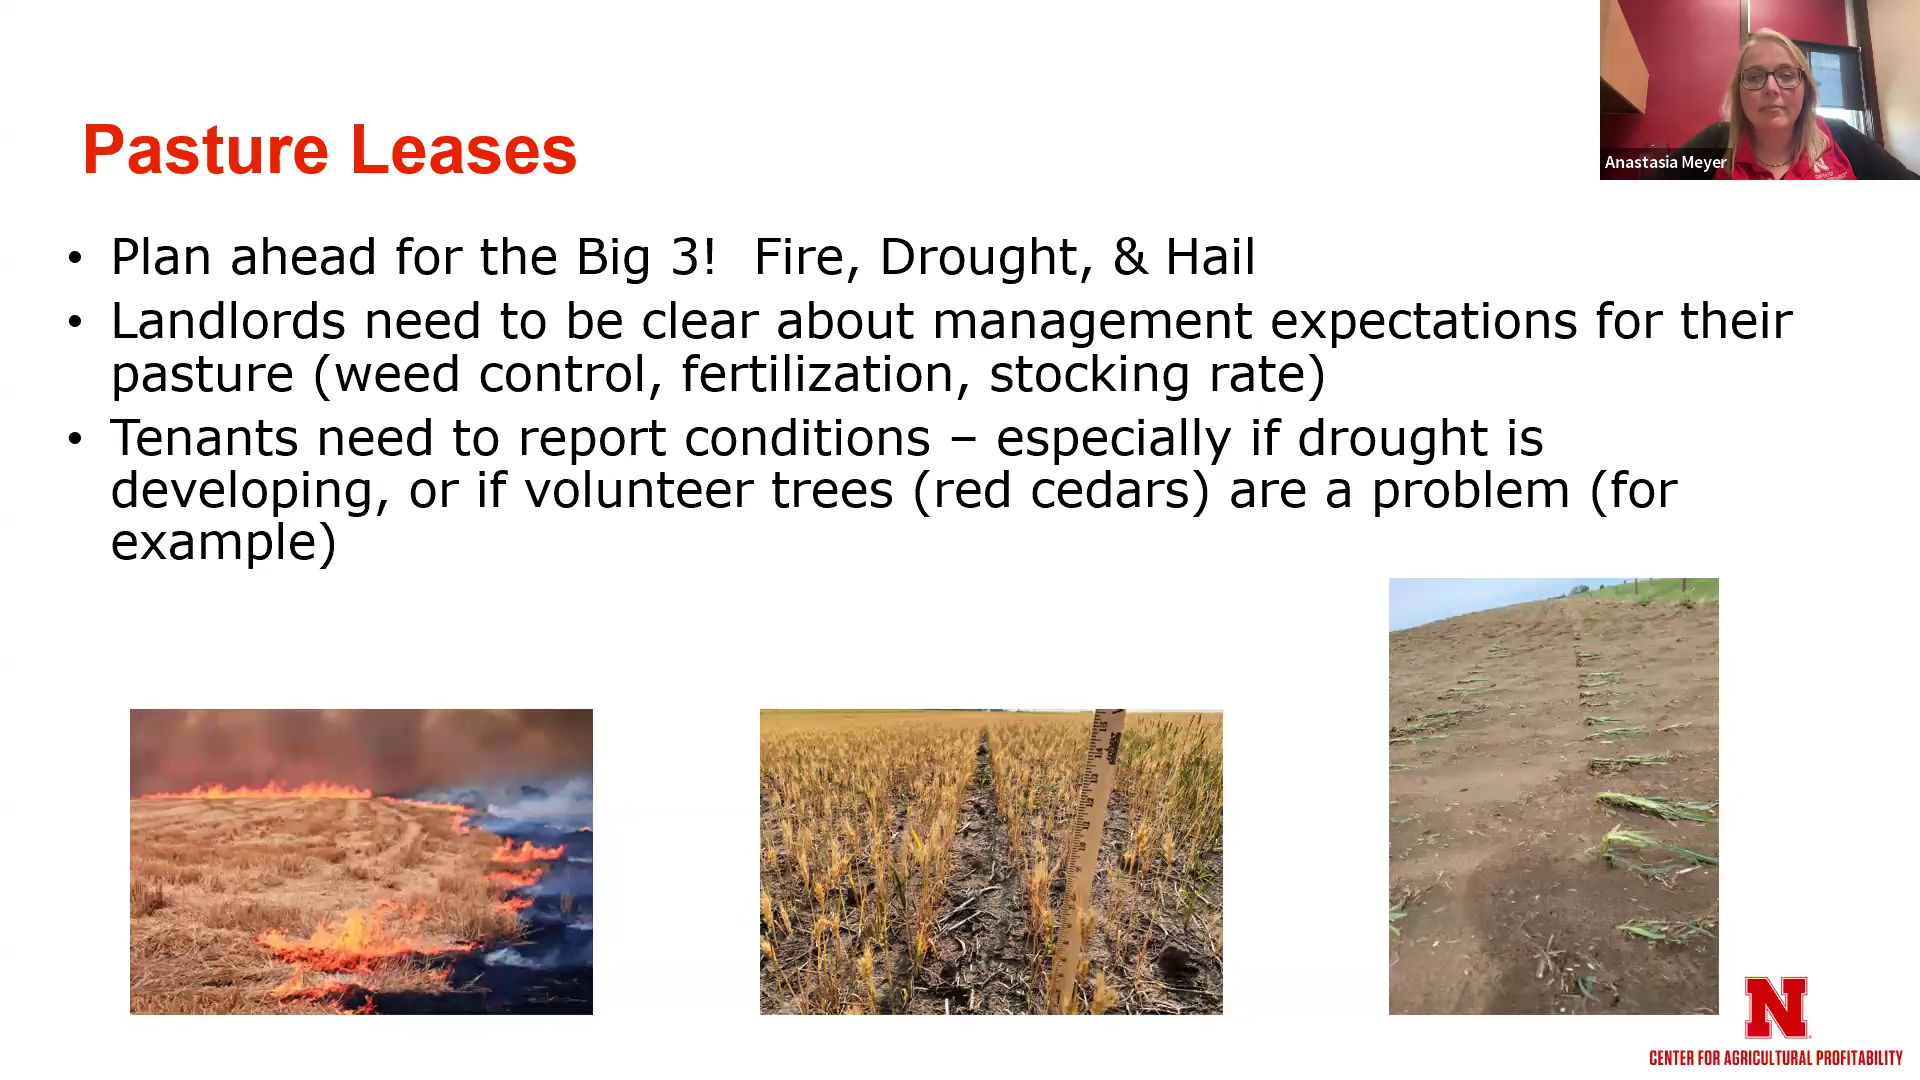 Anastasia Meyer
Pasture Leases
• Plan ahead for the Big 3!  Fire, Drought, & Hail
• Landlords need to be clear about management expectations for their
pasture (weed control, fertilization, stocking rate)
• Tenants need to report conditions – especially if drought is
developing, or if volunteer trees (red cedars) are a problem (for
example)
N
CENTER FOR AGRICULTURAL PROFITABILITY